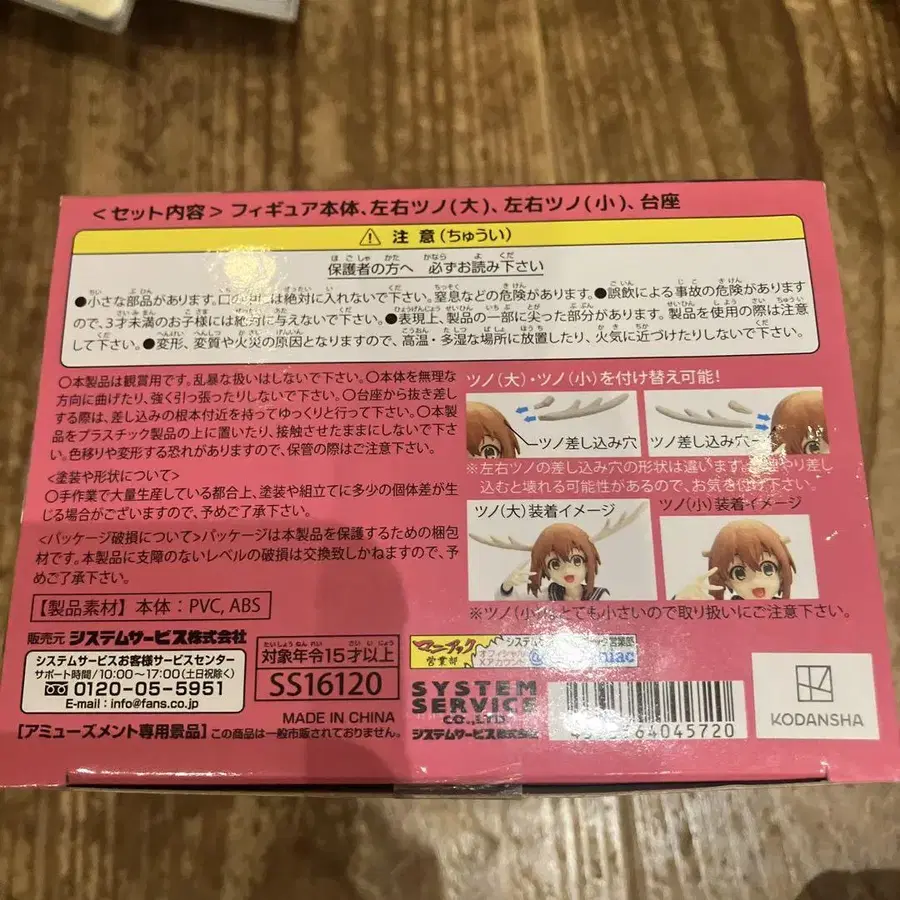 <セット内容> フィギュア本体、左右ツノ(大)、左右ツノ(小)、台座
⚠ 注意(ちゅうい)
保護者の方へ 必ずお読み下さい
●小さな部品があります。口の中には絶対に入れないで下さい。窒息などの危険があります。●誤飲による事故の危険があります
ので、3才未満のお子様には絶対に与えないで下さい。●表現上、製品の一部に尖った部分があります。製品を使用の際は注意
して下さい。●変形、変質や火災の原因となりますので、高温・多湿な場所に放置したり、火気に近づけたりしないで下さい。
○本製品は観賞用です。乱暴な扱いはしないで下さい。○本体を無理な
方向に曲げたり、強く引っ張ったりしないで下さい。○台座から抜き差し
する際は、差し込みの根本付近を持ってゆっくりと行って下さい。○本製
品をプラスチック製品の上に置いたり、接触させたままにしないで下さ
い。色移りや変形する恐れがありますので、保管の際はご注意下さい。
<塗装や形状について>
○手作業で大量生産している都合上、塗装や組立てに多少の個体差が生
じる場合がございますので、予めご了承下さい。
<パッケージ破損について>パッケージは本製品を保護するための梱包
材です。本製品に支障のないレベルの破損は交換致しかねますので、予
めご了承下さい。
【製品素材】本体:PVC, ABS
ツノ(大)・ツノ(小)を付け替え可能!
ツノ差し込み穴
ツノ差し込み穴
※左右ツノの差し込み穴の形状は違います。
込むと壊れる可能性があるので、お気を付け下さい。
ツノ(大)装着イメージ
ツノ(小)装着イメージ
※ツノ(小)はとても小さいので取り扱いにご注意下さい。
販売元 システムサービス株式会社
システムサービスお客様サービスセンター
サポート時間/10:00~17:00(土日祝除く)
0120-05-5951
E-mail:info@fans.co.jp
【アミューズメント専用景品】この商品は一般市販されておりません。
対象年令15才以上
SS16120
MADE IN CHINA
マニアック
営業部
オフィシャル
Xアカウント
営業部
SYSTEM
SERVICE
CO.,LTD
システムサービス株式会社
64045720
KODANSHA